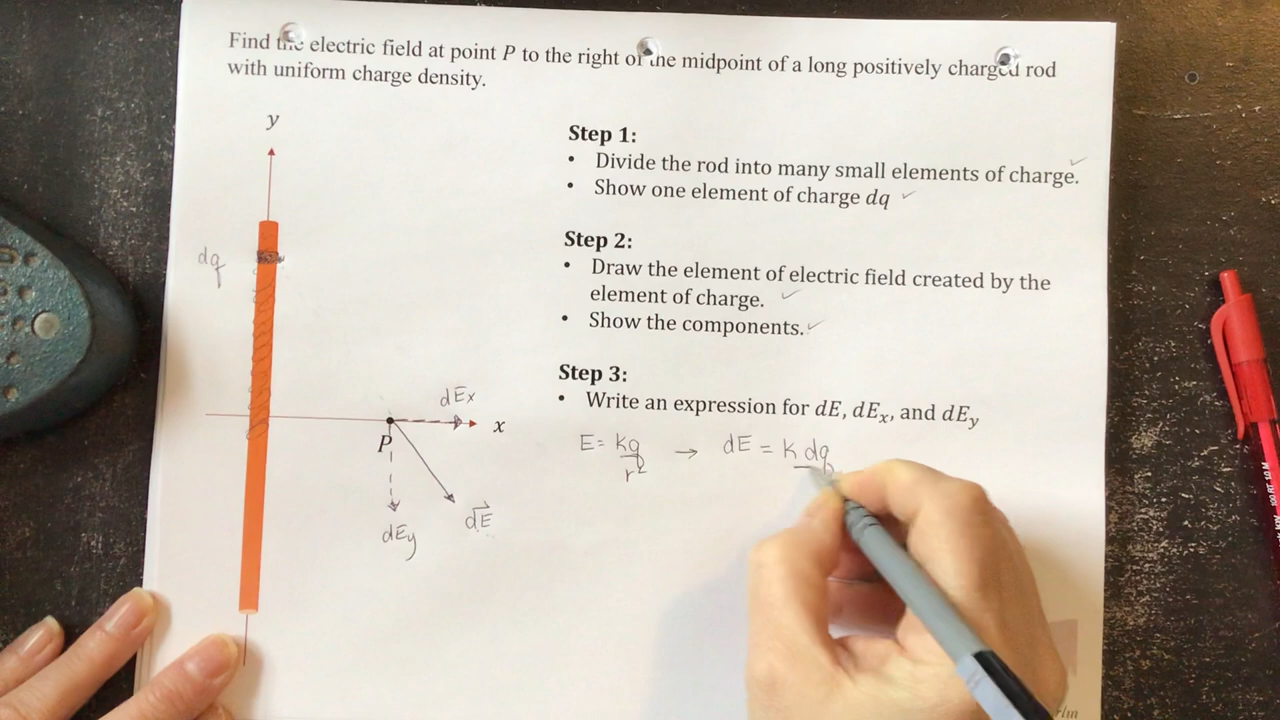 Find the electric field at point P to the right of the midpoint of a long positively charged rod
with uniform charge density.
y
Step 1:
• Divide the rod into many small elements of charge. ✓
• Show one element of charge dq ✓
dq
Step 2:
• Draw the element of electric field created by the
element of charge. ✓
• Show the components. ✓
Step 3:
• Write an expression for dE, dEx, and dEy
dEx
x
P
E = kq/r² → dE = k dq
dE⃗
dEy